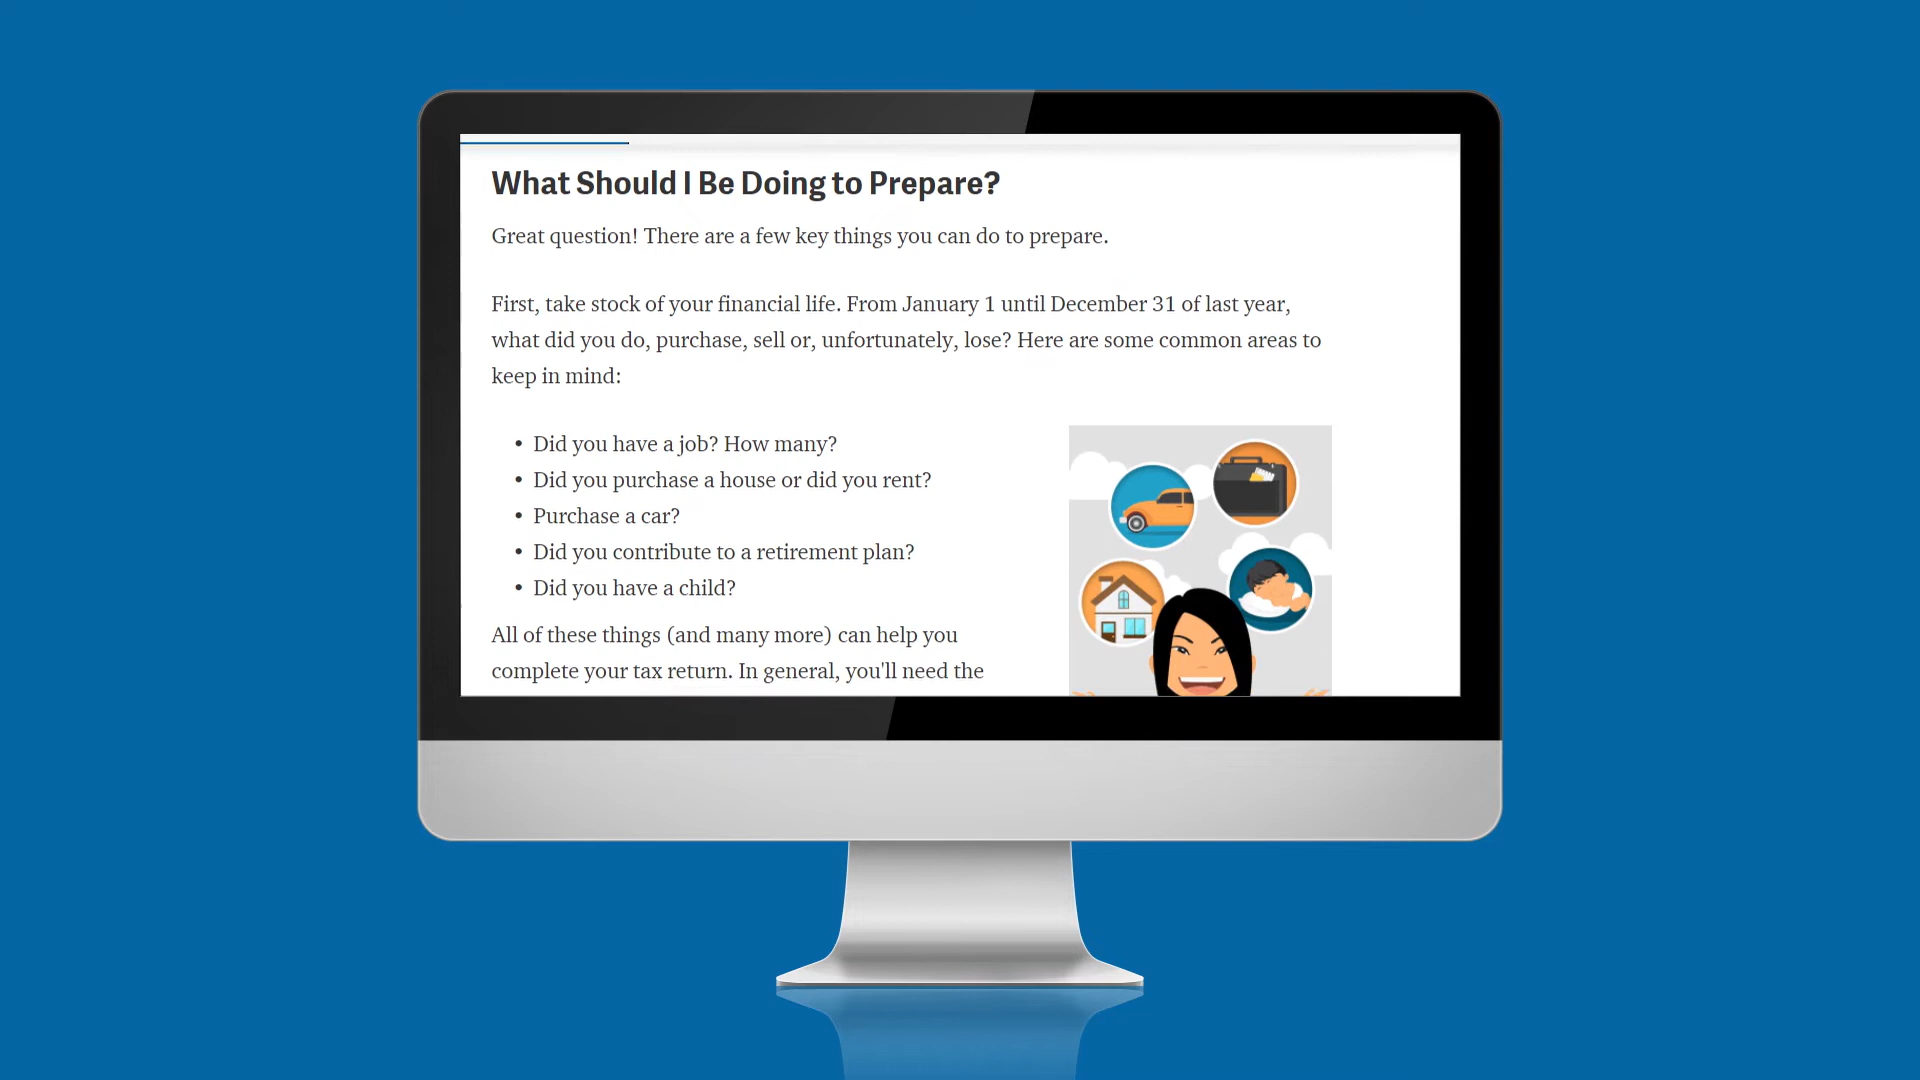 What Should I Be Doing to Prepare?
Great question! There are a few key things you can do to prepare.
First, take stock of your financial life. From January 1 until December 31 of last year,
what did you do, purchase, sell or, unfortunately, lose? Here are some common areas to
keep in mind:
• Did you have a job? How many?
• Did you purchase a house or did you rent?
• Purchase a car?
• Did you contribute to a retirement plan?
• Did you have a child?
All of these things (and many more) can help you
complete your tax return. In general, you'll need the